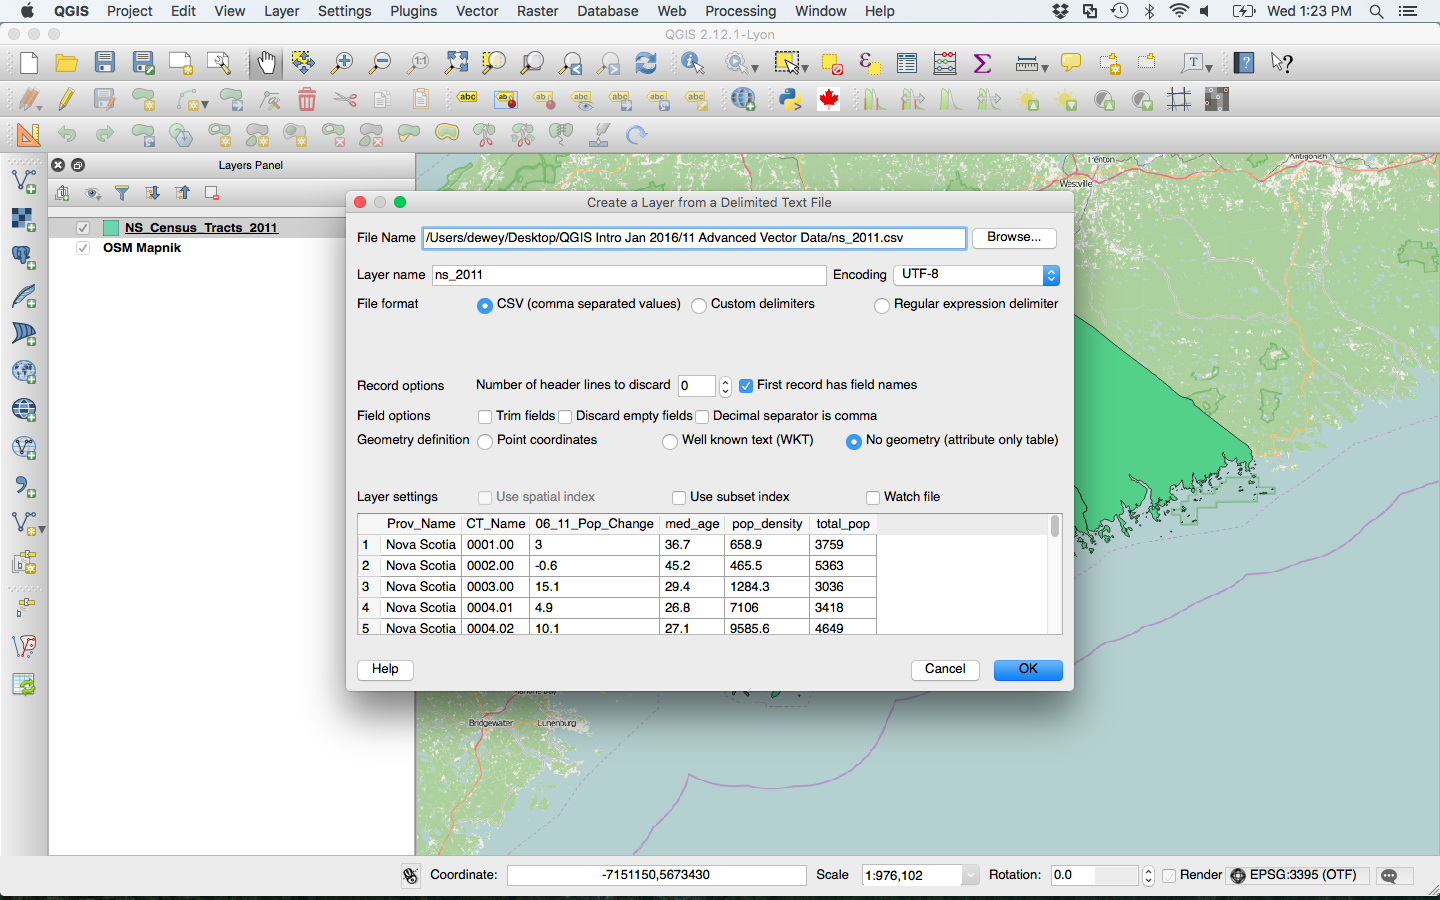 QGIS Project Edit View Layer Settings Plugins Vector Raster Database Web Processing Window Help Wed 1:23 PM
QGIS 2.12.1-Lyon
Layers Panel
NS_Census_Tracts_2011
OSM Mapnik
Westville
Antigonish
Create a Layer from a Delimited Text File
File Name /Users/dewey/Desktop/QGIS Intro Jan 2016/11 Advanced Vector Data/ns_2011.csv Browse...
Layer name ns_2011 Encoding UTF-8
File format CSV (comma separated values) Custom delimiters Regular expression delimiter
Record options Number of header lines to discard 0 First record has field names
Field options Trim fields Discard empty fields Decimal separator is comma
Geometry definition Point coordinates Well known text (WKT) No geometry (attribute only table)
Layer settings Use spatial index Use subset index Watch file
Prov_Name CT_Name 06_11_Pop_Change med_age pop_density total_pop
1 Nova Scotia 0001.00 3 36.7 658.9 3759
2 Nova Scotia 0002.00 -0.6 45.2 465.5 5363
3 Nova Scotia 0003.00 15.1 29.4 1284.3 3036
4 Nova Scotia 0004.01 4.9 26.8 7106 3418
5 Nova Scotia 0004.02 10.1 27.1 9585.6 4649
Help Cancel OK
Bridgewater Lunenburg
Coordinate: -7151150,5673430 Scale 1:976,102 Rotation: 0.0 Render EPSG:3395 (OTF)